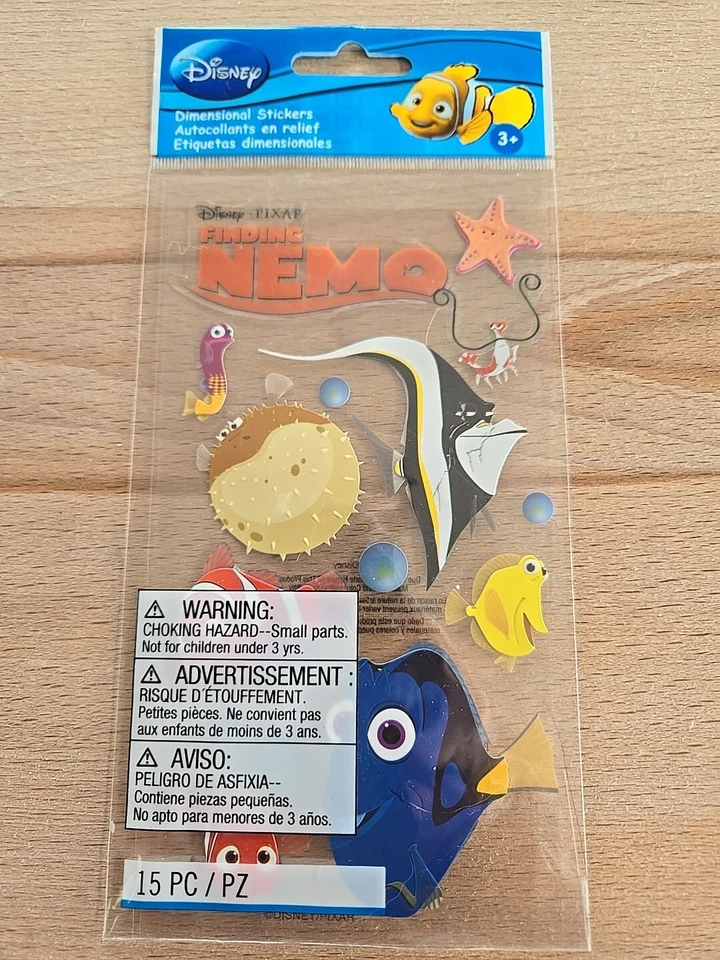 Disney
Dimensional Stickers
Autocollants en relief
Etiquetas dimensionales
3+
Disney · PIXAR
FINDING
NEMO
Disney
⚠ WARNING:
CHOKING HAZARD--Small parts.
Not for children under 3 yrs.
⚠ ADVERTISSEMENT :
RISQUE D'ÉTOUFFEMENT.
Petites pièces. Ne convient pas
aux enfants de moins de 3 ans.
⚠ AVISO:
PELIGRO DE ASFIXIA--
Contiene piezas pequeñas.
No apto para menores de 3 años.
15 PC / PZ
©DISNEY/PIXAR